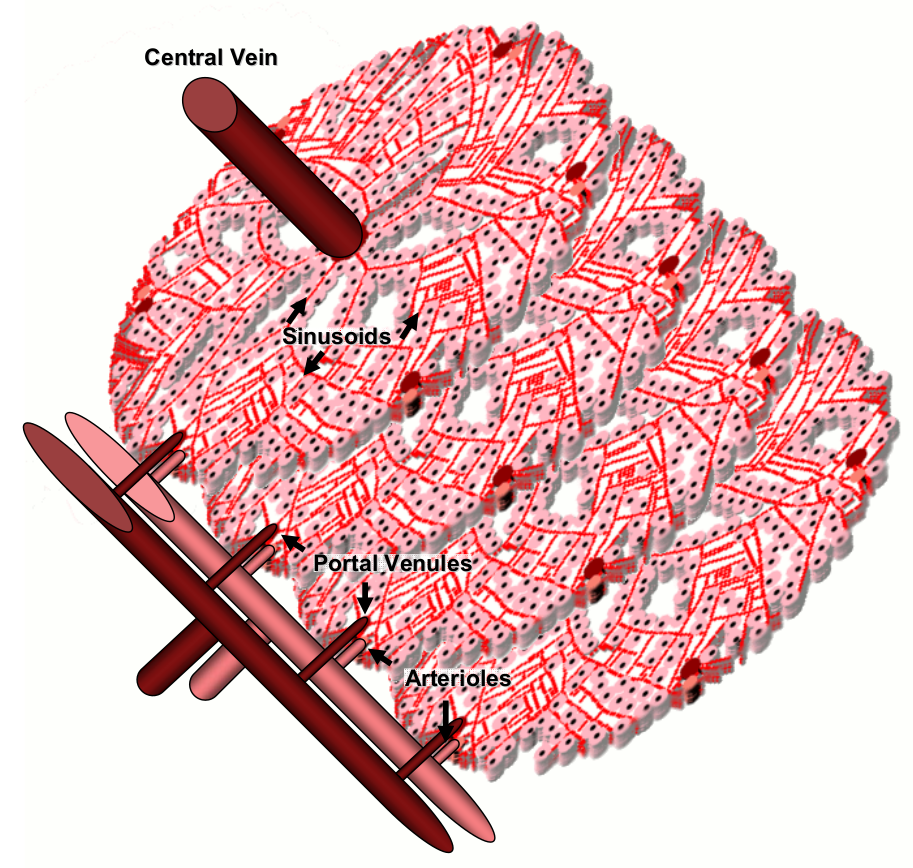 Central Vein
Sinusoids
Portal Venules
Arterioles